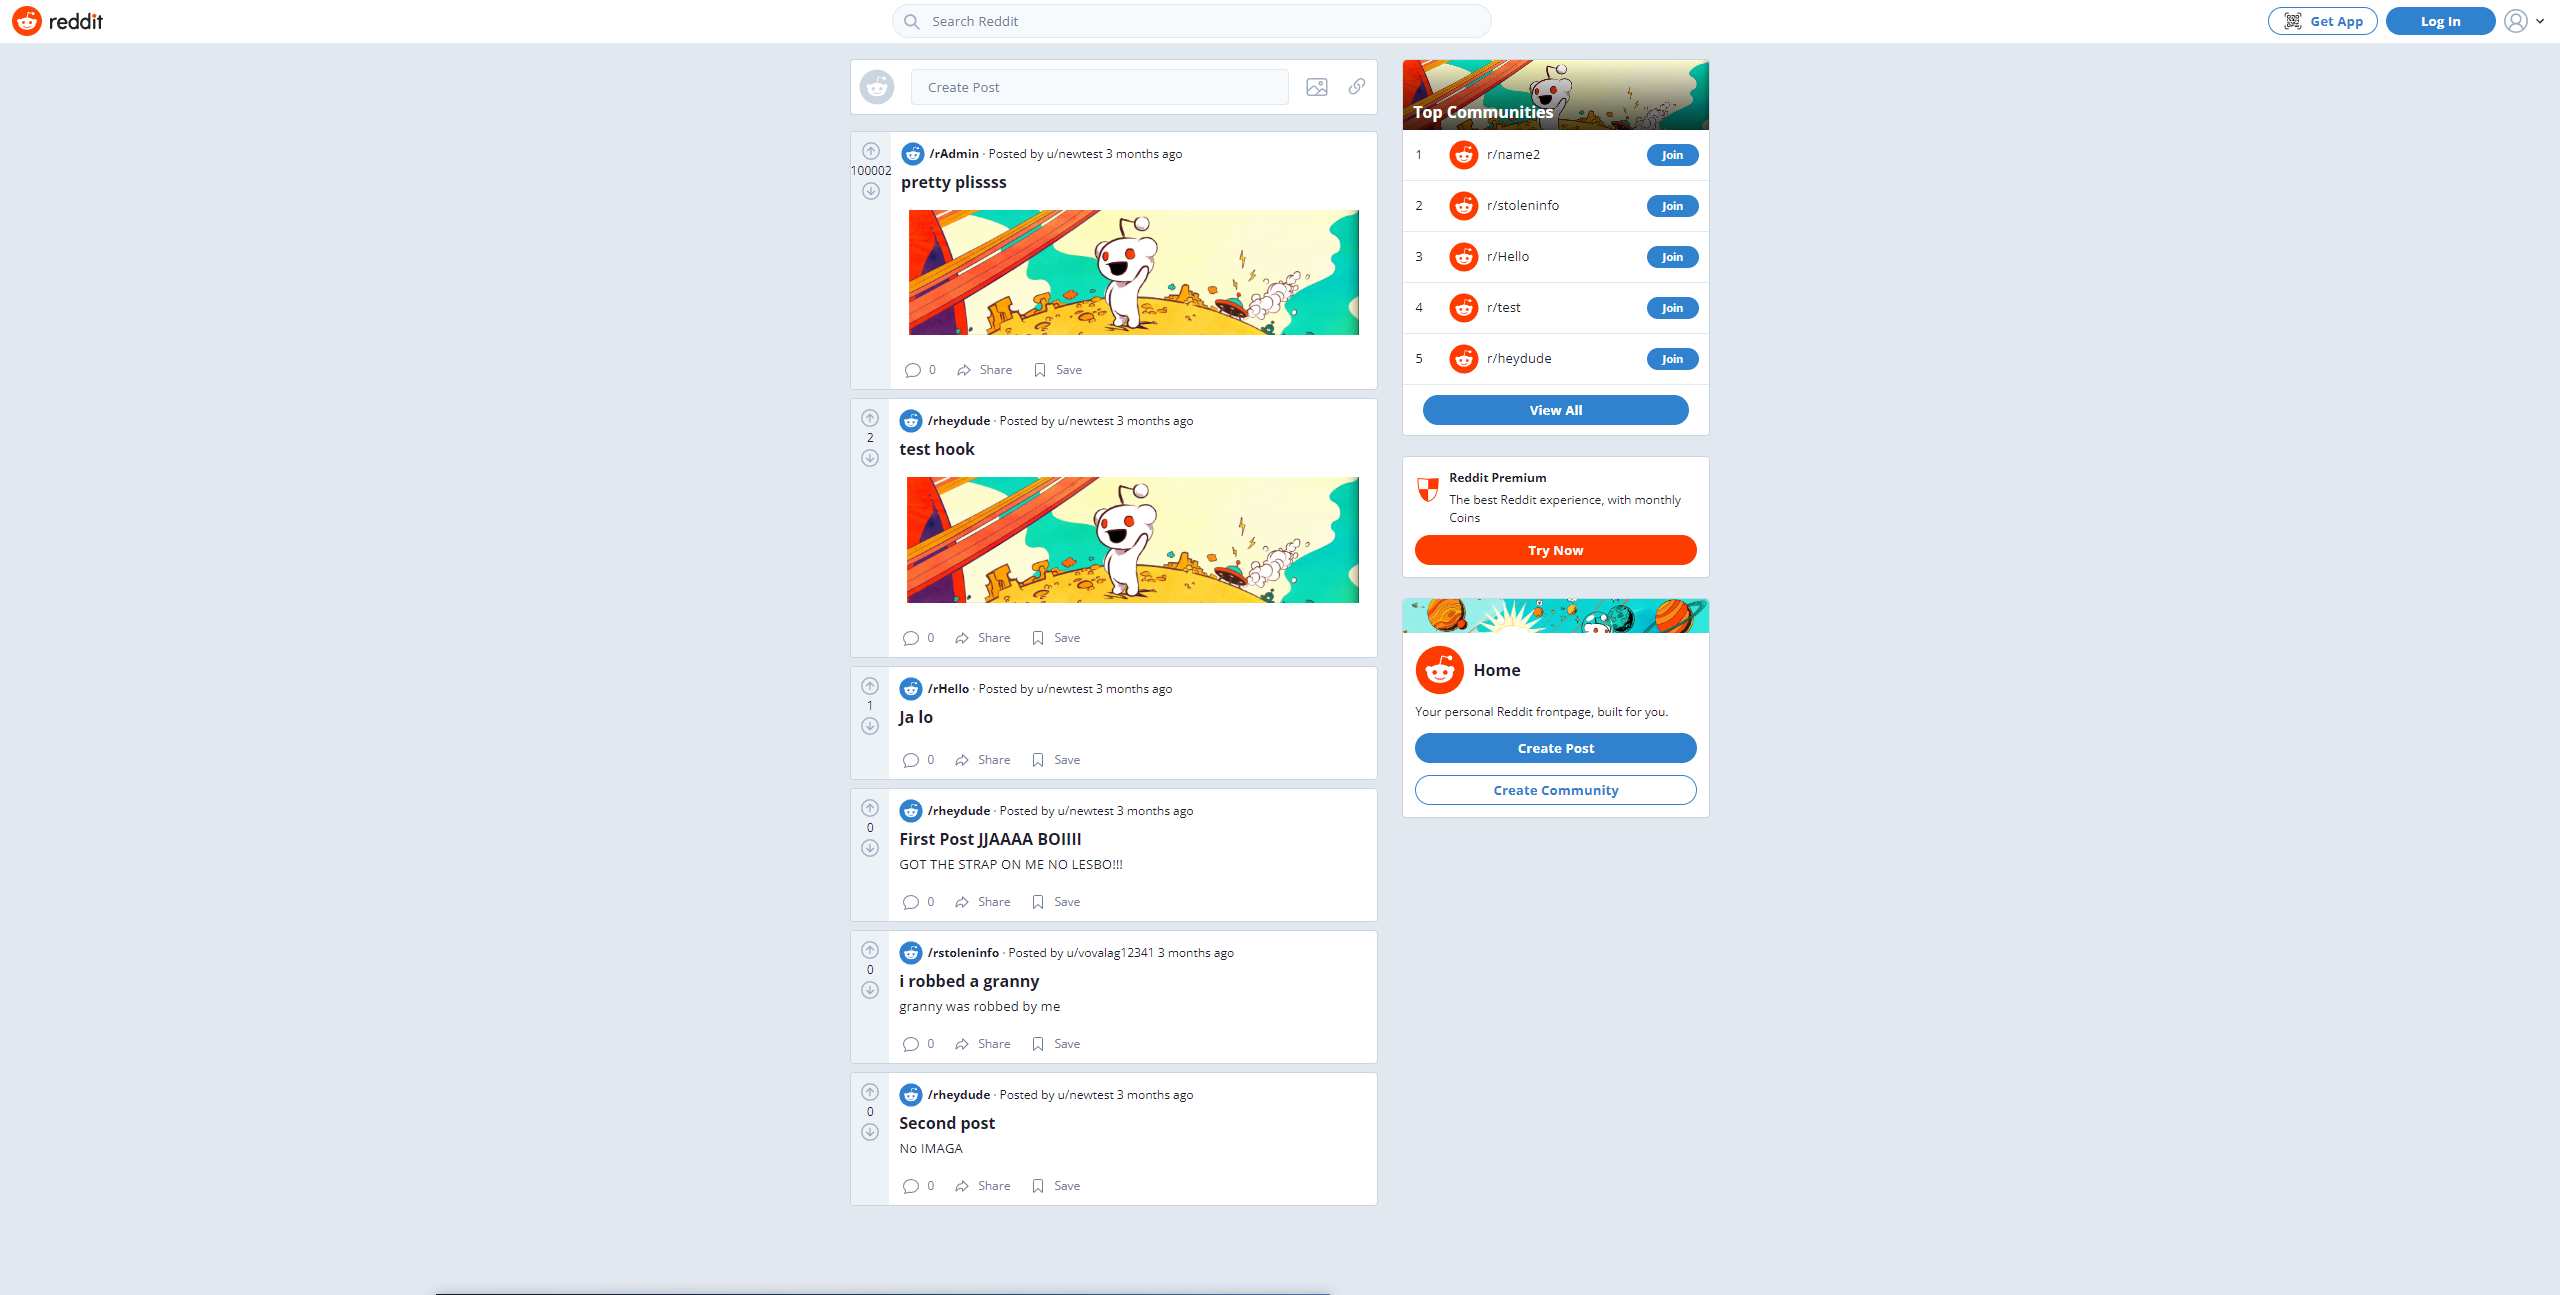 reddit
Search Reddit
Get App
Log In
Create Post
100002
/rAdmin · Posted by u/newtest 3 months ago
pretty plissss
0 Share Save
2
/rheydude · Posted by u/newtest 3 months ago
test hook
0 Share Save
1
/rHello · Posted by u/newtest 3 months ago
Ja lo
0 Share Save
0
/rheydude · Posted by u/newtest 3 months ago
First Post JJAAAA BOIIII
GOT THE STRAP ON ME NO LESBO!!!
0 Share Save
0
/rstoleninfo · Posted by u/vovalag12341 3 months ago
i robbed a granny
granny was robbed by me
0 Share Save
0
/rheydude · Posted by u/newtest 3 months ago
Second post
No IMAGA
0 Share Save
Top Communities
1 r/name2 Join
2 r/stoleninfo Join
3 r/Hello Join
4 r/test Join
5 r/heydude Join
View All
Reddit Premium
The best Reddit experience, with monthly
Coins
Try Now
Home
Your personal Reddit frontpage, built for you.
Create Post
Create Community